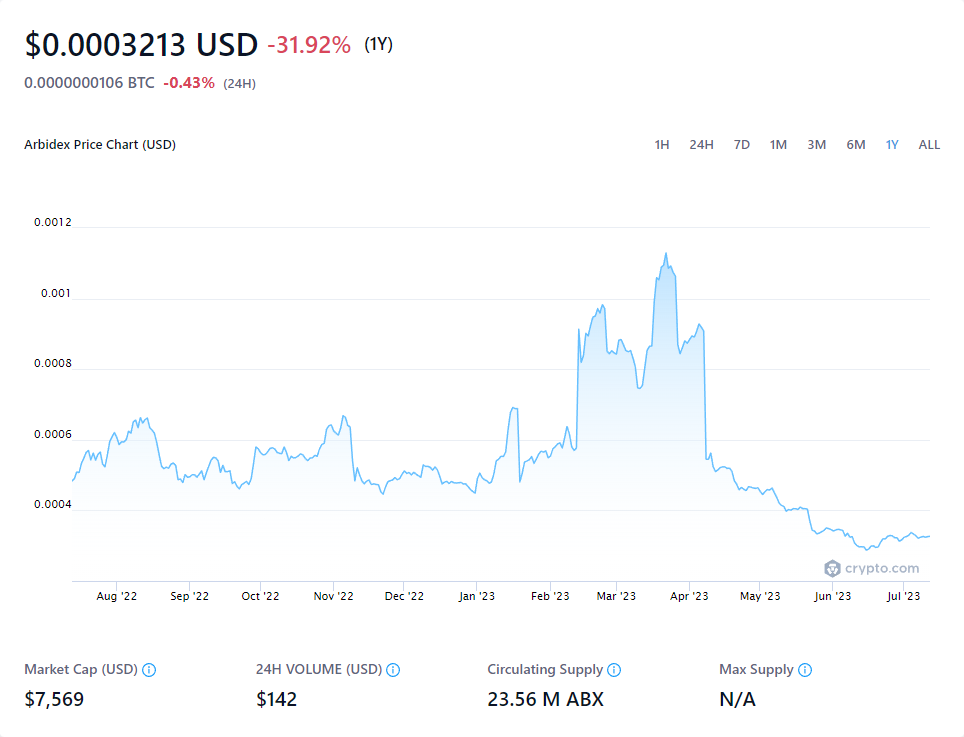 $0.0003213 USD -31.92% (1Y)
0.0000000106 BTC -0.43% (24H)
Arbidex Price Chart (USD) 1H 24H 7D 1M 3M 6M 1Y ALL
0.0012
0.001
0.0008
0.0006
0.0004
crypto.com
Aug '22 Sep '22 Oct '22 Nov '22 Dec '22 Jan '23 Feb '23 Mar '23 Apr '23 May '23 Jun '23 Jul '23
Market Cap (USD) 24H VOLUME (USD) Circulating Supply Max Supply
$7,569 $142 23.56 M ABX N/A